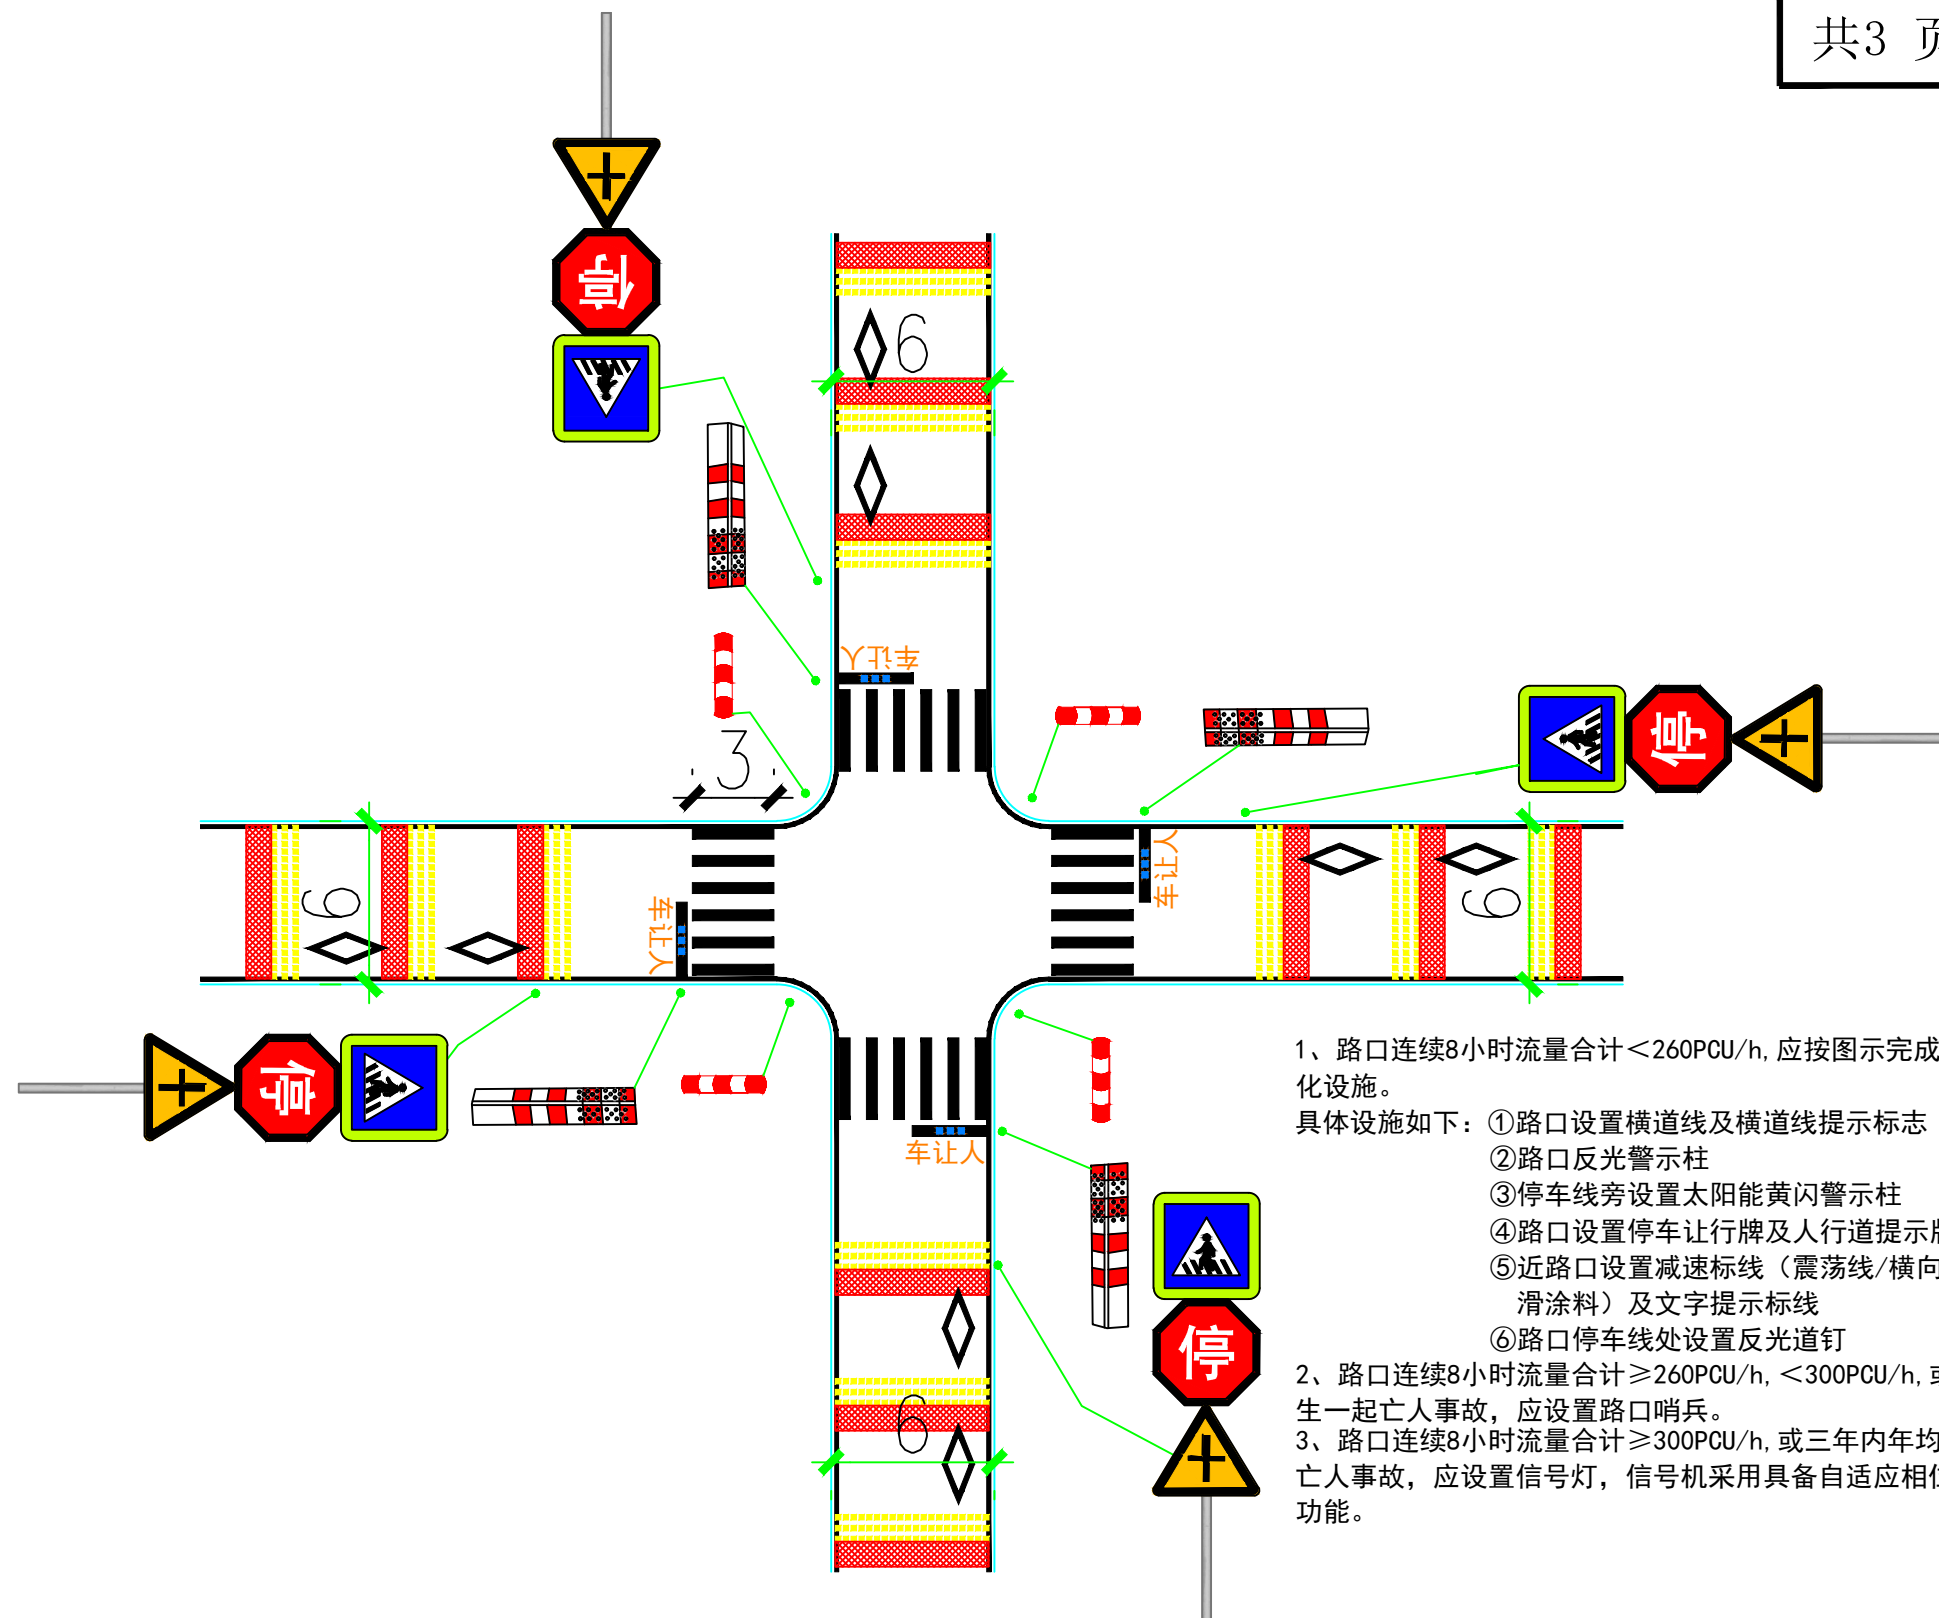 共3 页
停
6
车让人
3
停
6
6
车让人
车让人
停
车让人
停
6
1、路口连续8小时流量合计＜260PCU/h,应按图示完成
化设施。
具体设施如下：①路口设置横道线及横道线提示标志
②路口反光警示柱
③停车线旁设置太阳能黄闪警示柱
④路口设置停车让行牌及人行道提示牌
⑤近路口设置减速标线（震荡线/横向
滑涂料）及文字提示标线
⑥路口停车线处设置反光道钉
2、路口连续8小时流量合计≥260PCU/h,＜300PCU/h,或
生一起亡人事故，应设置路口哨兵。
3、路口连续8小时流量合计≥300PCU/h,或三年内年均
亡人事故，应设置信号灯，信号机采用具备自适应相位
功能。